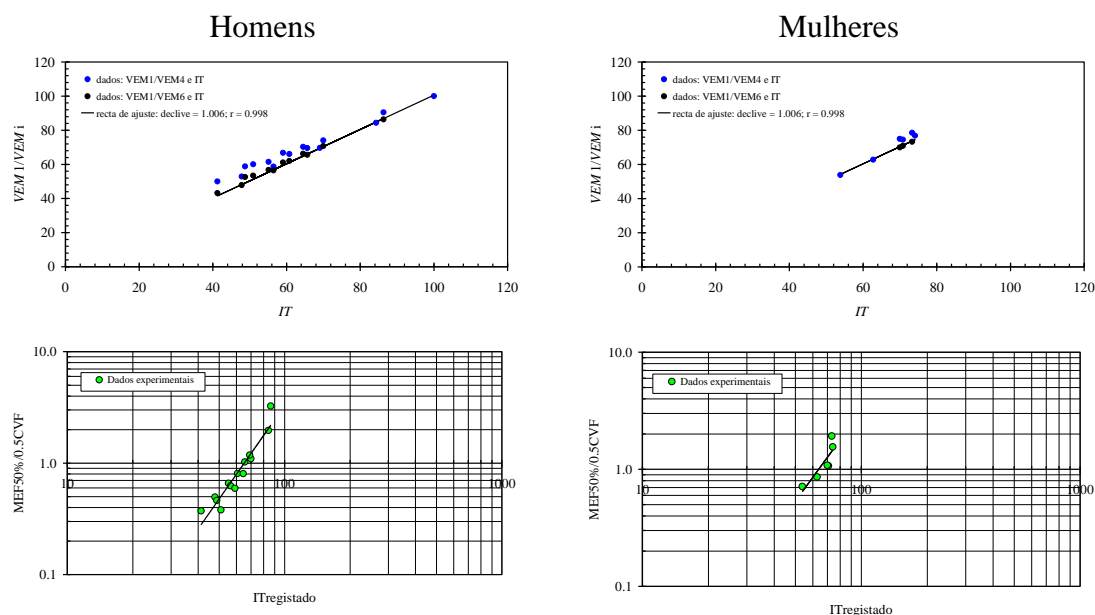 Homens
120
100
80
60
40
20
0
VEM 1/VEM i
dados: VEM1/VEM4 e IT
dados: VEM1/VEM6 e IT
recta de ajuste: declive = 1.006; r = 0.998
0 20 40 60 80 100 120
IT
Mulheres
120
100
80
60
40
20
0
VEM 1/VEM i
dados: VEM1/VEM4 e IT
dados: VEM1/VEM6 e IT
recta de ajuste: declive = 1.006; r = 0.998
0 20 40 60 80 100 120
IT
10.0
1.0
0.1
MEF50%/0.5CVF
Dados experimentais
10 100 1000
ITregistado
10.0
1.0
0.1
MEF50%/0.5CVF
Dados experimentais
10 100 1000
ITregistado